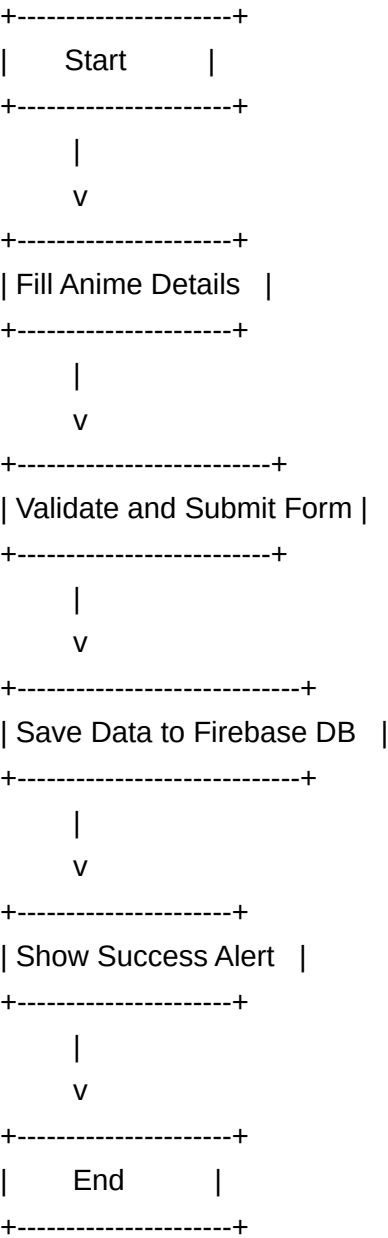 +----------------------+
|       Start          |
+----------------------+
         |
         v
+----------------------+
| Fill Anime Details   |
+----------------------+
         |
         v
+--------------------------+
| Validate and Submit Form |
+--------------------------+
         |
         v
+-----------------------------+
| Save Data to Firebase DB   |
+-----------------------------+
         |
         v
+----------------------+
| Show Success Alert   |
+----------------------+
         |
         v
+----------------------+
|        End           |
+----------------------+